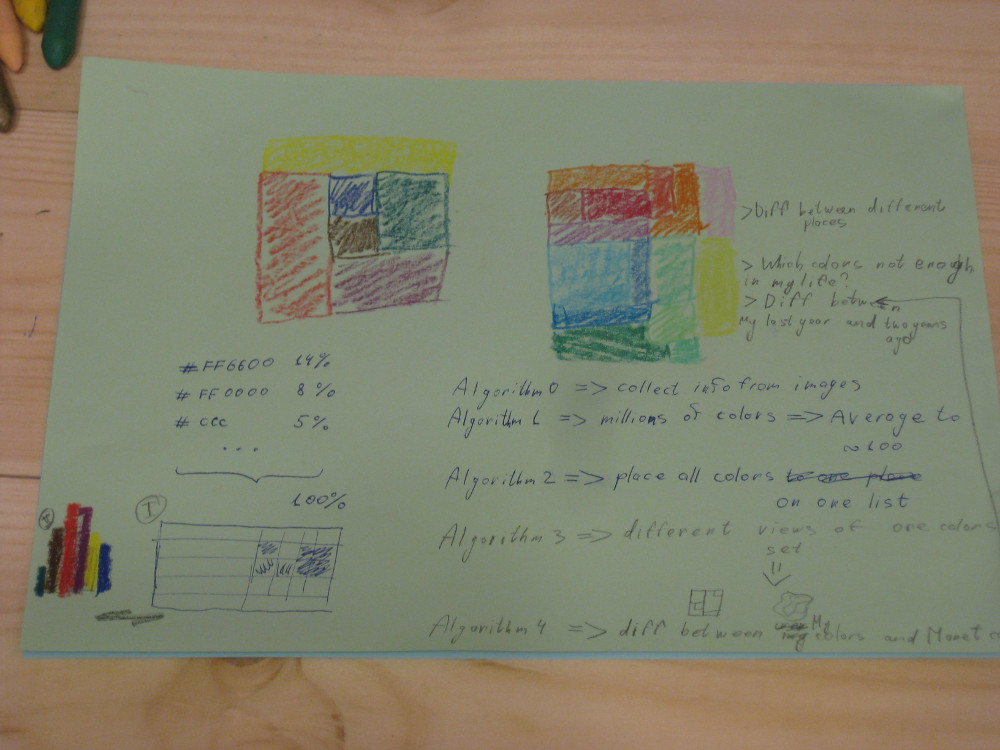 >Diff between different
places
> Which colors not enough
in my life?
> Diff between
My last year and two years
ago
#FF6600 14%
#FF0000 8%
#ccc 5%
...
100%
I
Algorithm 0 => collect info from images
Algorithm 1 => millions of colors => Average to
~100
Algorithm 2 => place all colors to one place
on one list
Algorithm 3 => different views of one colors
set
Algorithm 4 => diff between My colors and Monet